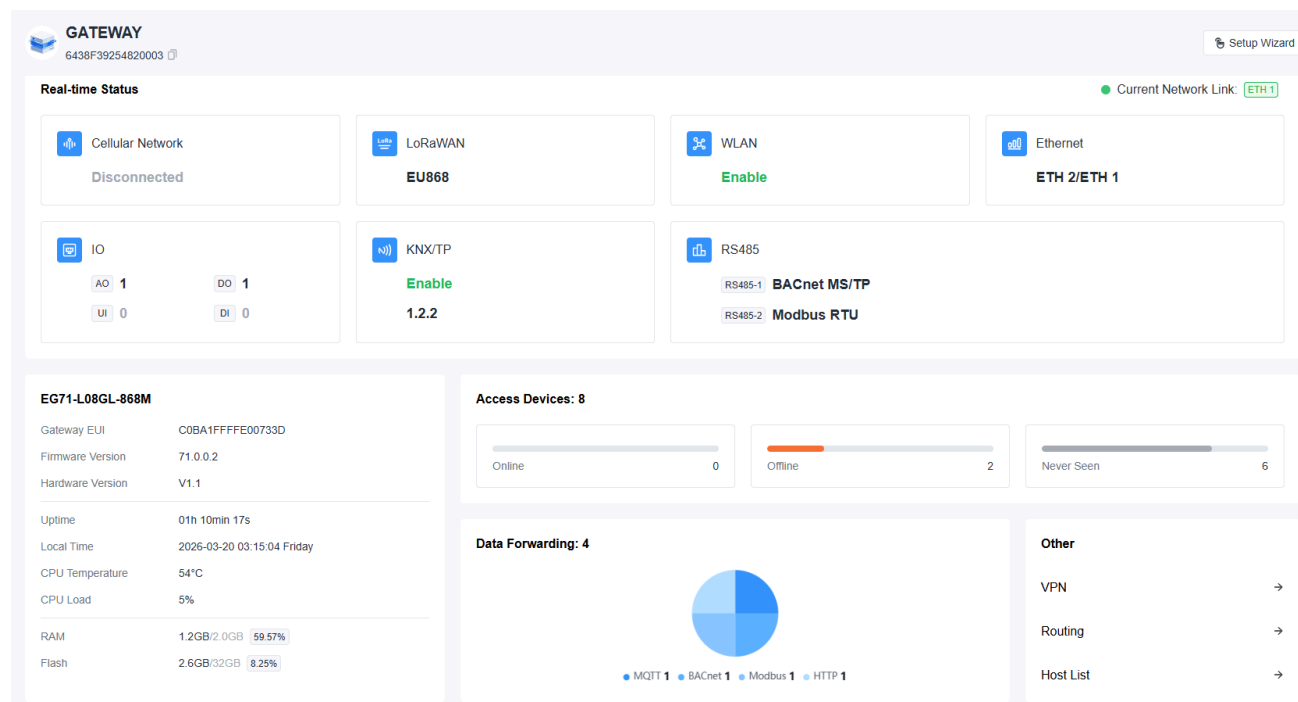 GATEWAY
6438F39254820003
Setup Wizard
Real-time Status
Current Network Link: ETH 1
Cellular Network
Disconnected
LoRa
LoRaWAN
EU868
WLAN
Enable
Ethernet
ETH 2/ETH 1
IO
AO 1 DO 1
UI 0 DI 0
KNX/TP
Enable
1.2.2
RS485
RS485-1 BACnet MS/TP
RS485-2 Modbus RTU
EG71-L08GL-868M
Gateway EUI C0BA1FFFFE00733D
Firmware Version 71.0.0.2
Hardware Version V1.1
Uptime 01h 10min 17s
Local Time 2026-03-20 03:15:04 Friday
CPU Temperature 54°C
CPU Load 5%
RAM 1.2GB/2.0GB 59.57%
Flash 2.6GB/32GB 8.25%
Access Devices: 8
Online 0
Offline 2
Never Seen 6
Data Forwarding: 4
MQTT 1 BACnet 1 Modbus 1 HTTP 1
Other
VPN
Routing
Host List